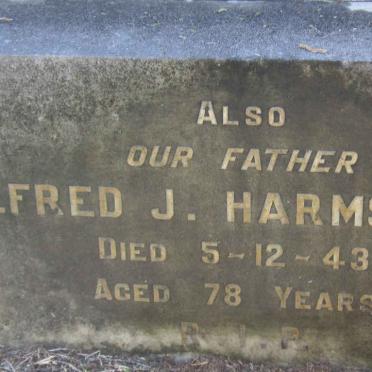 ALSO
OUR FATHER
LFRED J. HARMS
DIED 5-12-43
AGED 78 YEARS
R.I.P.